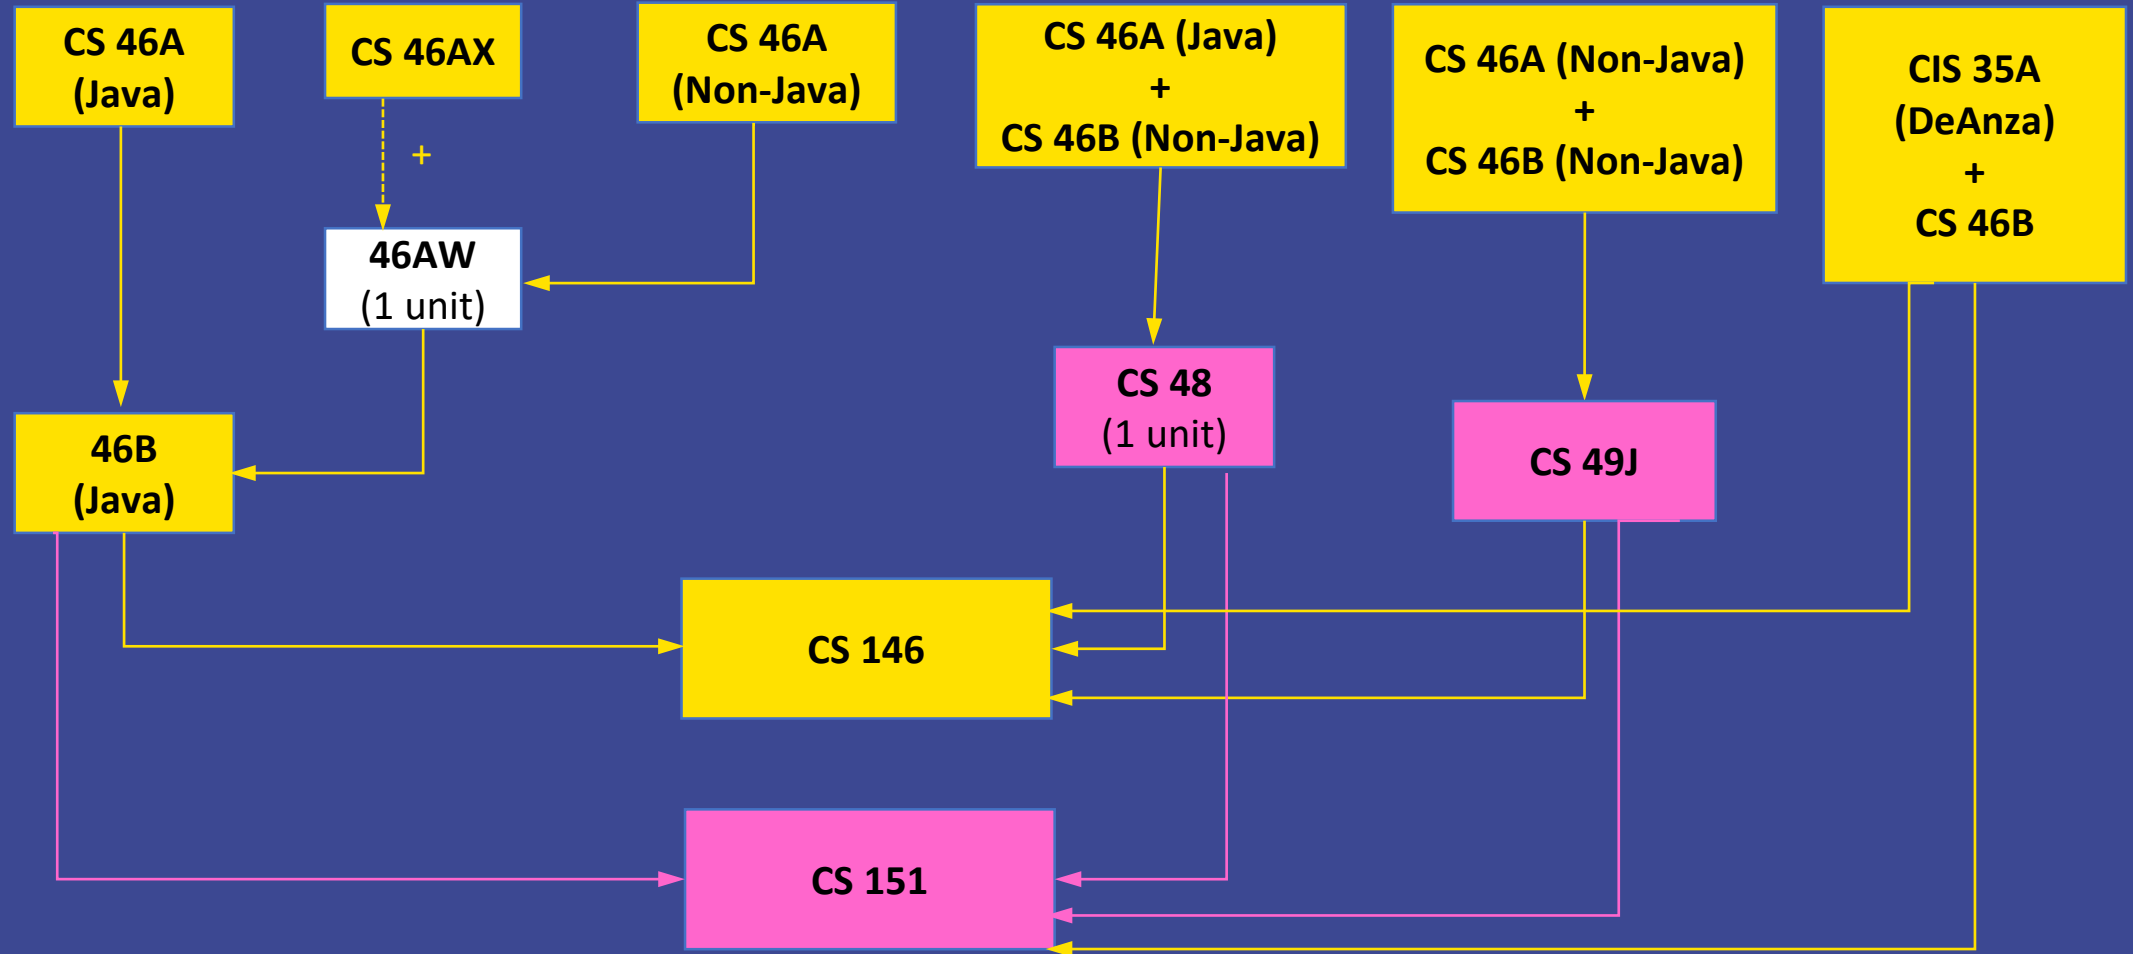 CS 46A
(Java)
CS 46AX
CS 46A
(Non-Java)
CS 46A (Java)
+
CS 46B (Non-Java)
CS 46A (Non-Java)
+
CS 46B (Non-Java)
CIS 35A
(DeAnza)
+
CS 46B
+
46AW
(1 unit)
CS 48
(1 unit)
46B
(Java)
CS 49J
CS 146
CS 151